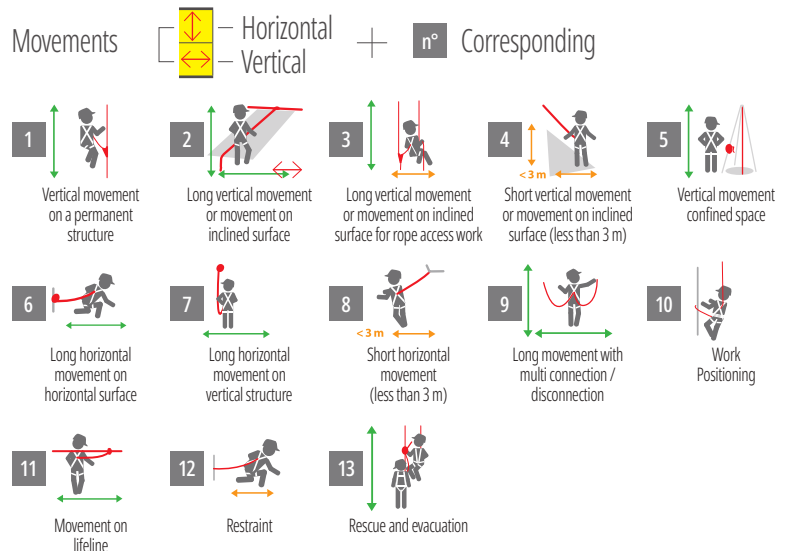 Movements
Horizontal
Vertical
n° Corresponding
1
Vertical movement
on a permanent
structure
2
Long vertical movement
or movement on
inclined surface
3
Long vertical movement
or movement on inclined
surface for rope access work
4
< 3 m
Short vertical movement
or movement on inclined
surface (less than 3 m)
5
Vertical movement
confined space
6
Long horizontal
movement on
horizontal surface
7
Long horizontal
movement on
vertical structure
8
< 3 m
Short horizontal
movement
(less than 3 m)
9
Long movement with
multi connection /
disconnection
10
Work
Positioning
11
Movement on
lifeline
12
Restraint
13
Rescue and evacuation